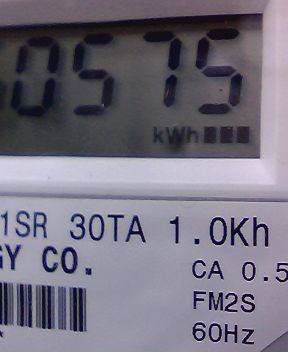 0575
kWh
1SR 30TA 1.0Kh
GY CO.
CA 0.5
FM2S
60Hz